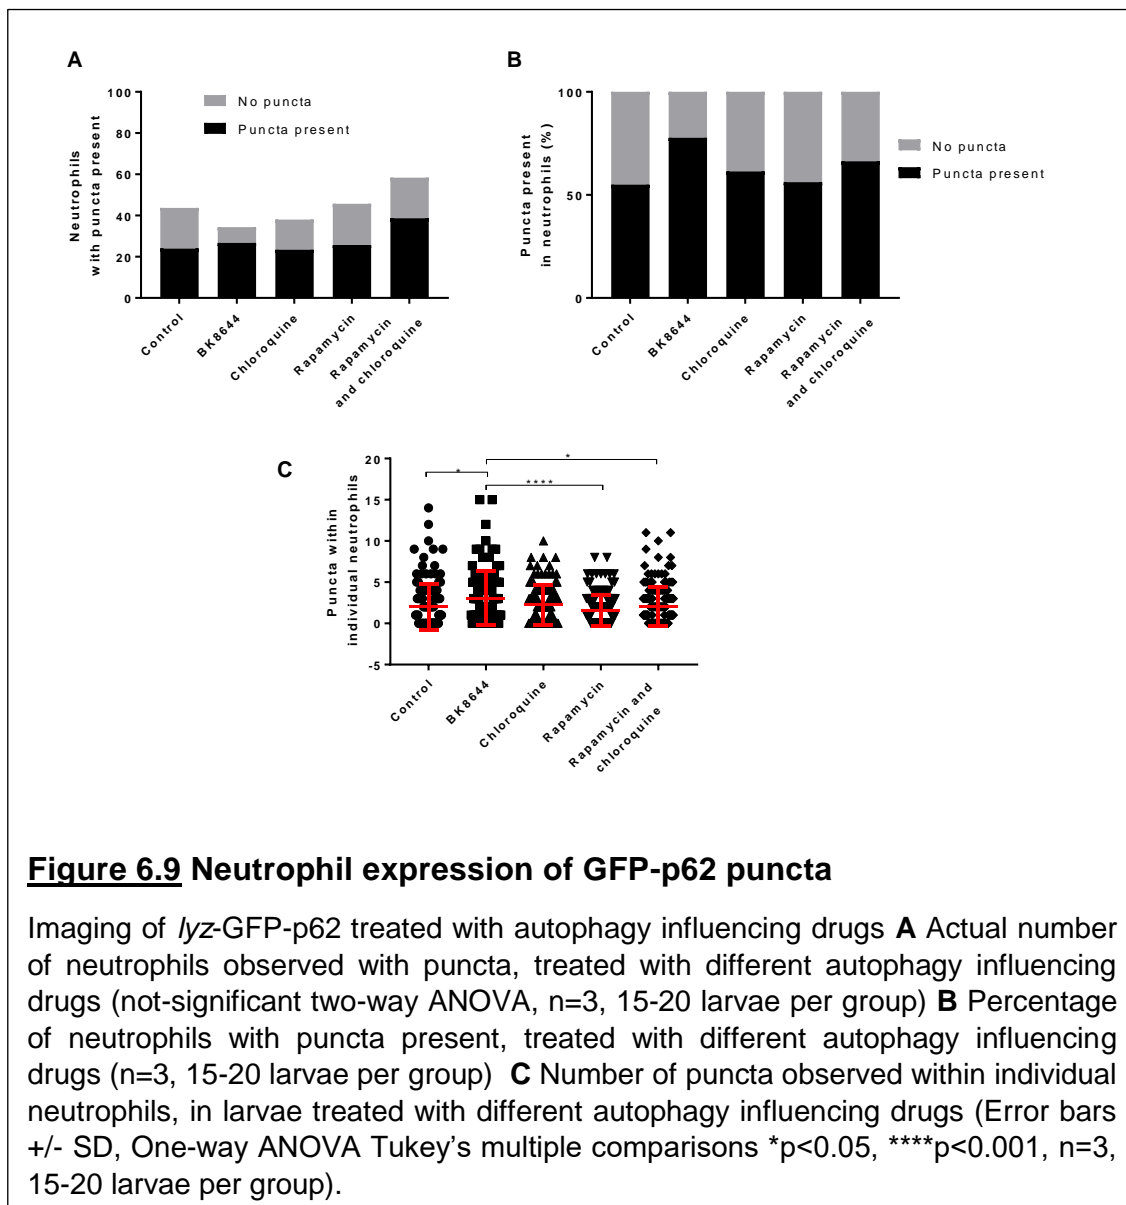 A
100
80
60
40
20
0
Neutrophils
with puncta present
No puncta
Puncta present
Control
BK8644
Chloroquine
Rapamycin
Rapamycin
and chloroquine
B
100
50
0
Puncta present
in neutrophils (%)
No puncta
Puncta present
Control
BK8644
Chloroquine
Rapamycin
Rapamycin
and chloroquine
C
20
15
10
5
0
-5
Puncta within
individual neutrophils
*
*
****
Control
BK8644
Chloroquine
Rapamycin
Rapamycin and
chloroquine
Figure 6.9 Neutrophil expression of GFP-p62 puncta
Imaging of lyz-GFP-p62 treated with autophagy influencing drugs A Actual number
of neutrophils observed with puncta, treated with different autophagy influencing
drugs (not-significant two-way ANOVA, n=3, 15-20 larvae per group) B Percentage
of neutrophils with puncta present, treated with different autophagy influencing
drugs (n=3, 15-20 larvae per group) C Number of puncta observed within individual
neutrophils, in larvae treated with different autophagy influencing drugs (Error bars
+/- SD, One-way ANOVA Tukey's multiple comparisons *p<0.05, ****p<0.001, n=3,
15-20 larvae per group).